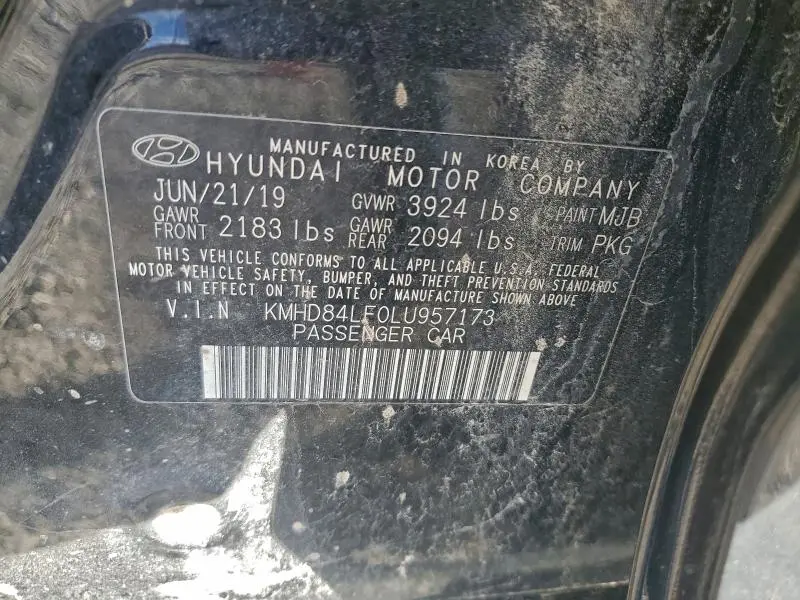 MANUFACTURED IN KOREA BY
HYUNDAI MOTOR COMPANY
JUN/21/19 GVWR 3924 lbs PAINT MJB
GAWR FRONT 2183 lbs GAWR REAR 2094 lbs TRIM PKG
THIS VEHICLE CONFORMS TO ALL APPLICABLE U.S.A. FEDERAL
MOTOR VEHICLE SAFETY, BUMPER, AND THEFT PREVENTION STANDARDS
IN EFFECT ON THE DATE OF MANUFACTURE SHOWN ABOVE
V.I.N KMHD84LF0LU957173
PASSENGER CAR